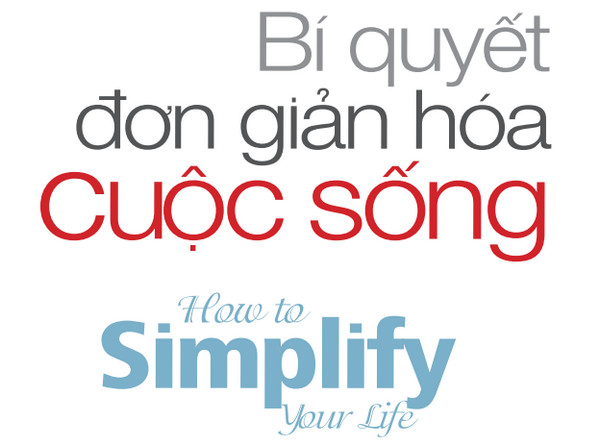 Bí quyết
đơn giản hóa
Cuộc sống
How to
Simplify
Your Life